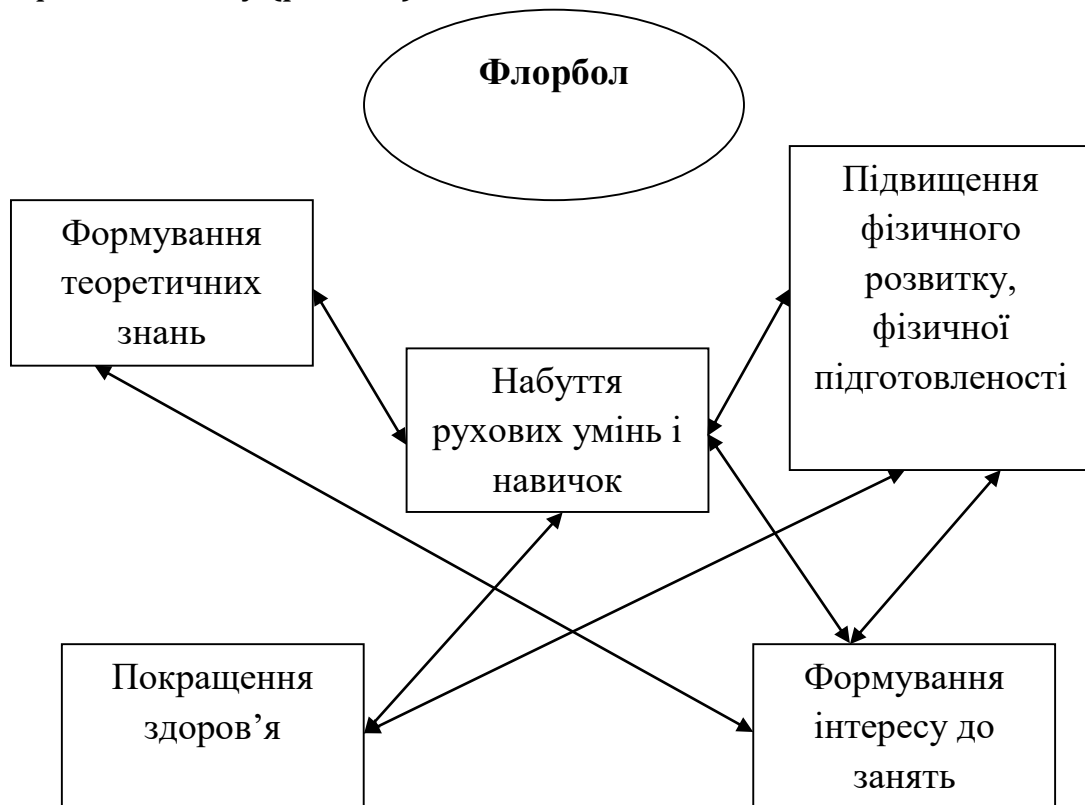 Флорбол
Підвищення
фізичного
розвитку,
фізичної
підготовленості
Формування
теоретичних
знань
Набуття
рухових умінь і
навичок
Покращення
здоров’я
Формування
інтересу до
занять